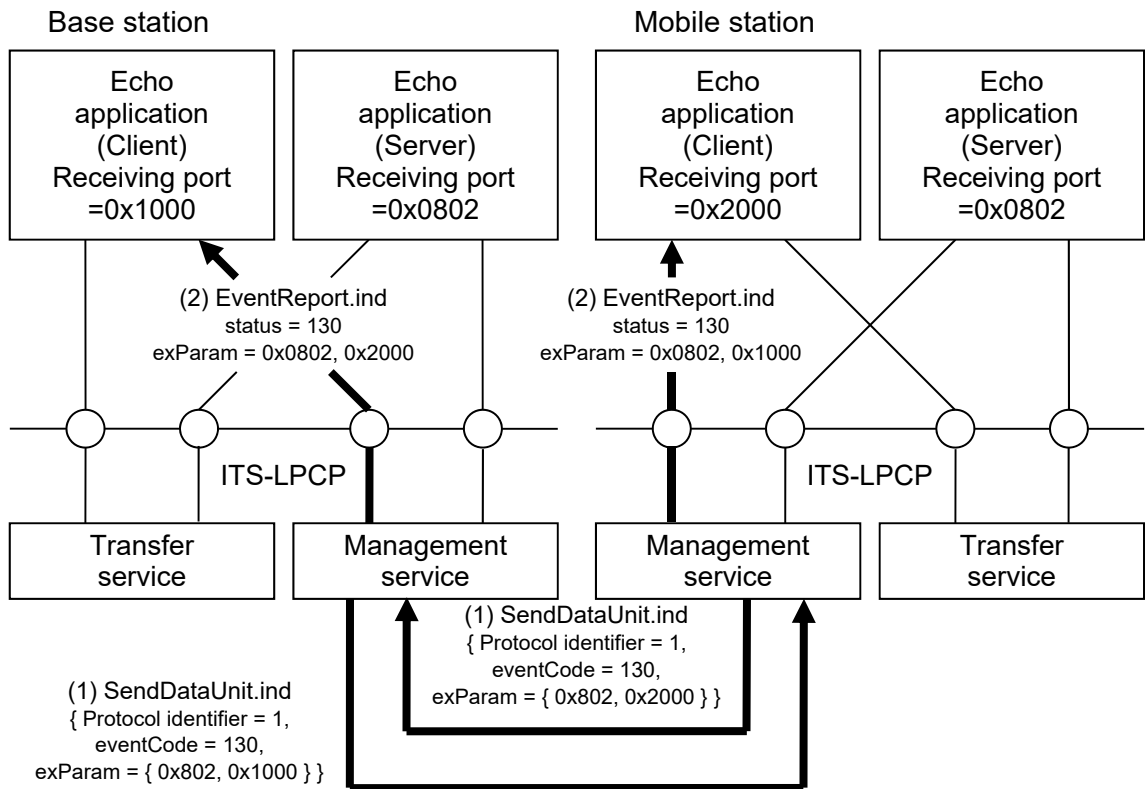 Base station
Mobile station
Echo
application
(Client)
Receiving port
=0x1000
Echo
application
(Server)
Receiving port
=0x0802
Echo
application
(Client)
Receiving port
=0x2000
Echo
application
(Server)
Receiving port
=0x0802
(2) EventReport.ind
status = 130
exParam = 0x0802, 0x2000
(2) EventReport.ind
status = 130
exParam = 0x0802, 0x1000
ITS-LPCP
ITS-LPCP
Transfer
service
Management
service
Management
service
Transfer
service
(1) SendDataUnit.ind
{ Protocol identifier = 1,
eventCode = 130,
exParam = { 0x802, 0x2000 } }
(1) SendDataUnit.ind
{ Protocol identifier = 1,
eventCode = 130,
exParam = { 0x802, 0x1000 } }